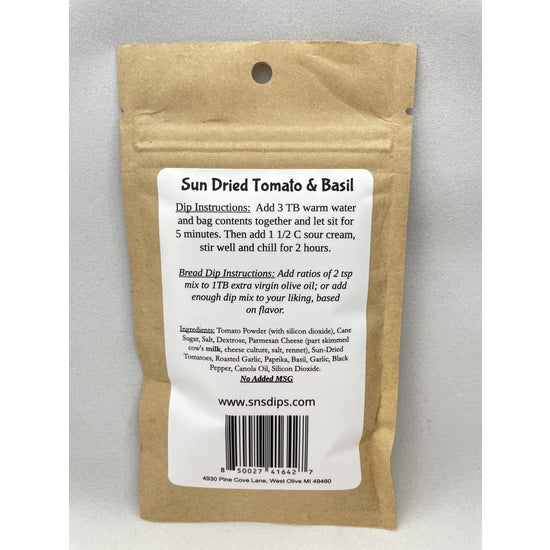 Sun Dried Tomato & Basil
Dip Instructions: Add 3 TB warm water
and bag contents together and let sit for
5 minutes. Then add 1 1/2 C sour cream,
stir well and chill for 2 hours.
Bread Dip Instructions: Add ratios of 2 tsp
mix to 1TB extra virgin olive oil; or add
enough dip mix to your liking, based
on flavor.
Ingredients: Tomato Powder (with silicon dioxide), Cane
Sugar, Salt, Dextrose, Parmesan Cheese (part skimmed
cow's milk, cheese culture, salt, rennet), Sun-Dried
Tomatoes, Roasted Garlic, Paprika, Basil, Garlic, Black
Pepper, Canola Oil, Silicon Dioxide.
No Added MSG
www.snsdips.com
8 50027 41642 7
4930 Pine Cove Lane, West Olive MI 49460